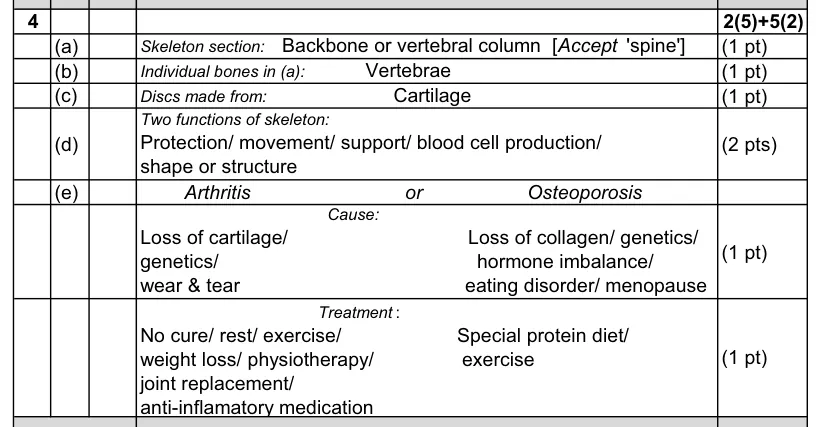 4 2(5)+5(2)
(a) Skeleton section: Backbone or vertebral column [Accept 'spine'] (1 pt)
(b) Individual bones in (a): Vertebrae (1 pt)
(c) Discs made from: Cartilage (1 pt)
Two functions of skeleton:
(d) Protection/ movement/ support/ blood cell production/ (2 pts)
shape or structure
(e) Arthritis or Osteoporosis
Cause:
Loss of cartilage/ Loss of collagen/ genetics/
genetics/ hormone imbalance/ (1 pt)
wear & tear eating disorder/ menopause
Treatment :
No cure/ rest/ exercise/ Special protein diet/
weight loss/ physiotherapy/ exercise (1 pt)
joint replacement/
anti-inflamatory medication